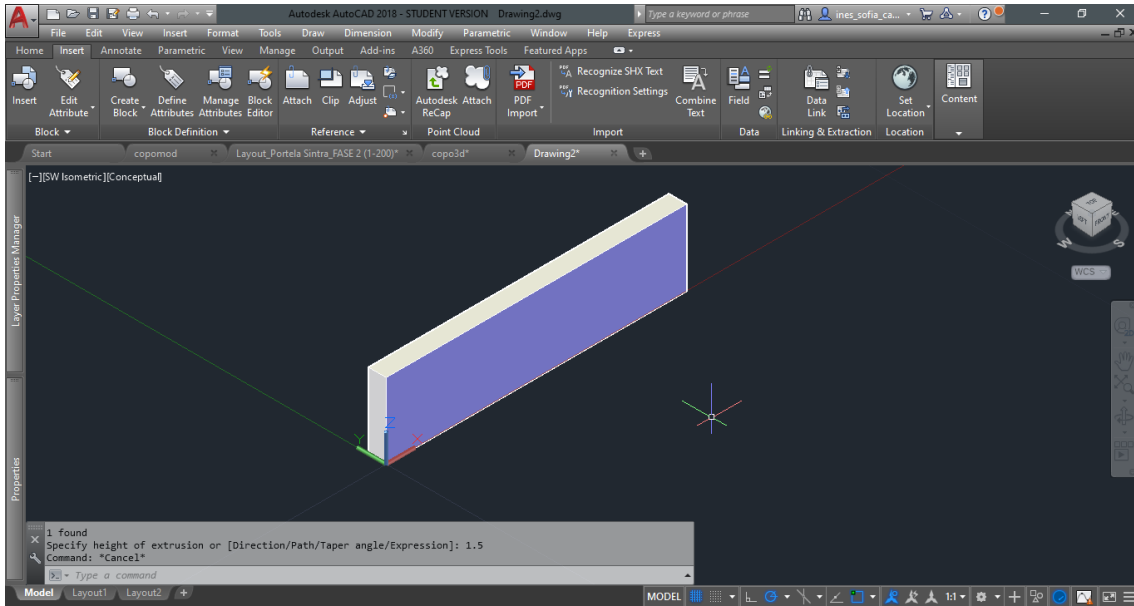 Autodesk AutoCAD 2018 - STUDENT VERSION Drawing2.dwg
Type a keyword or phrase
ines_sofia_ca...
File Edit View Insert Format Tools Draw Dimension Modify Parametric Window Help Express
Home Insert Annotate Parametric View Manage Output Add-ins A360 Express Tools Featured Apps
Insert
Edit Attribute
Create Block
Define Attributes
Manage Attributes
Block Editor
Attach
Clip
Adjust
Autodesk ReCap
Attach
PDF
PDF Import
Recognize SHX Text
Recognition Settings
Combine Text
Field
Data Link
Set Location
Content
Block
Block Definition
Reference
Point Cloud
Import
Data
Linking & Extraction
Location
Start
copomod
Layout_Portela Sintra_FASE 2 (1-200)*
copo3d*
Drawing2*
[−][SW Isometric][Conceptual]
Layer Properties Manager
Properties
TOP
LEFT
FRONT
W
S
WCS
Z
Y
X
1 found
Specify height of extrusion or [Direction/Path/Taper angle/Expression]: 1.5
Command: *Cancel*
Type a command
Model Layout1 Layout2 +
MODEL
1:1